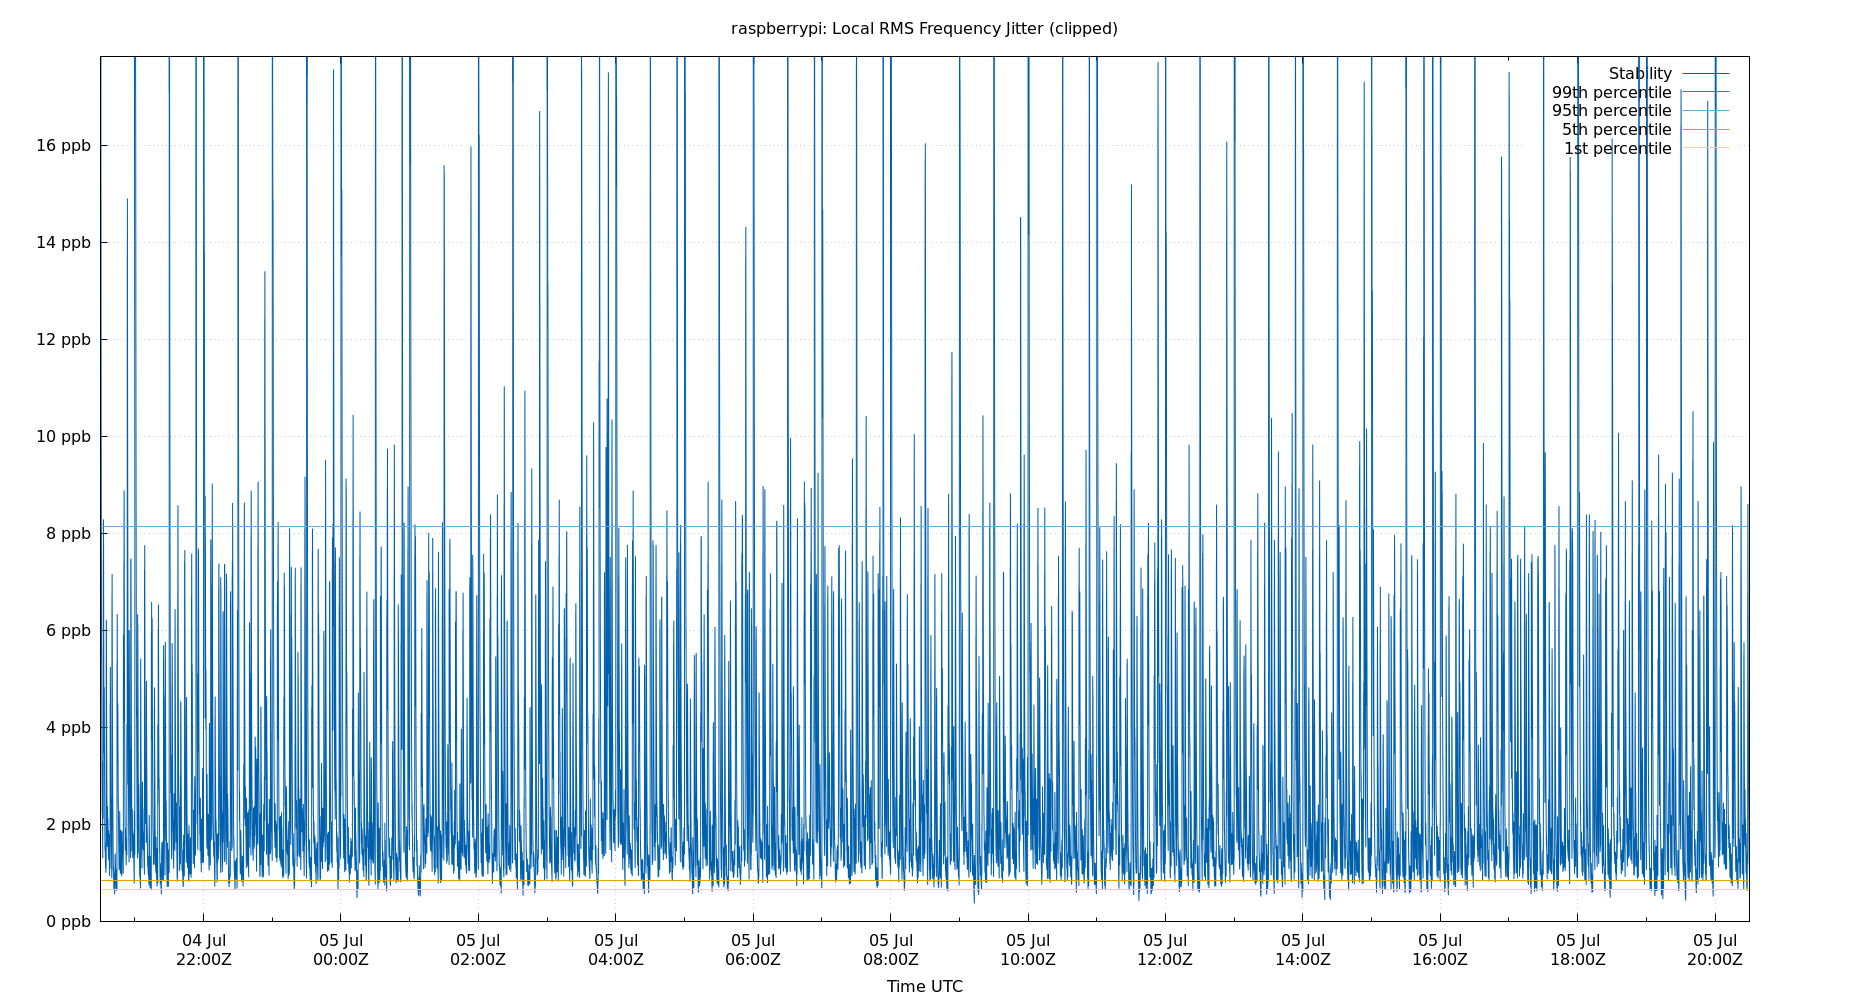 raspberrypi: Local RMS Frequency Jitter (clipped)
Stability
99th percentile
95th percentile
5th percentile
1st percentile
16 ppb
14 ppb
12 ppb
10 ppb
8 ppb
6 ppb
4 ppb
2 ppb
0 ppb
04 Jul 05 Jul 05 Jul 05 Jul 05 Jul 05 Jul 05 Jul 05 Jul 05 Jul 05 Jul 05 Jul 05 Jul
22:00Z 00:00Z 02:00Z 04:00Z 06:00Z 08:00Z 10:00Z 12:00Z 14:00Z 16:00Z 18:00Z 20:00Z
Time UTC